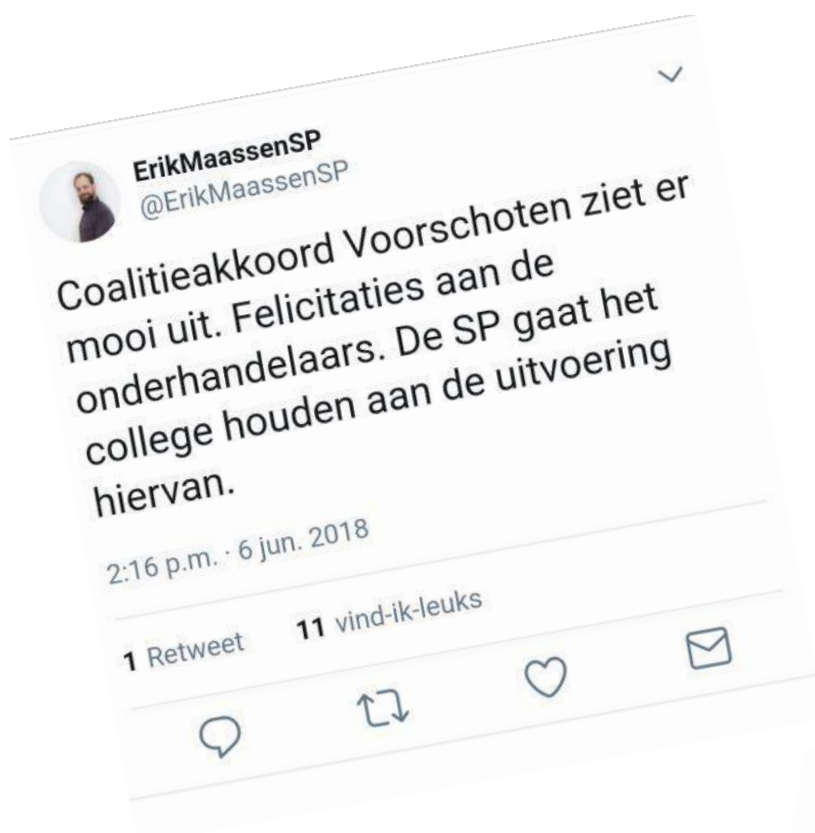 ErikMaassenSP
@ErikMaassenSP
Coalitieakkoord Voorschoten ziet er
mooi uit. Felicitaties aan de
onderhandelaars. De SP gaat het
college houden aan de uitvoering
hiervan.
2:16 p.m. · 6 jun. 2018
1 Retweet 11 vind-ik-leuks